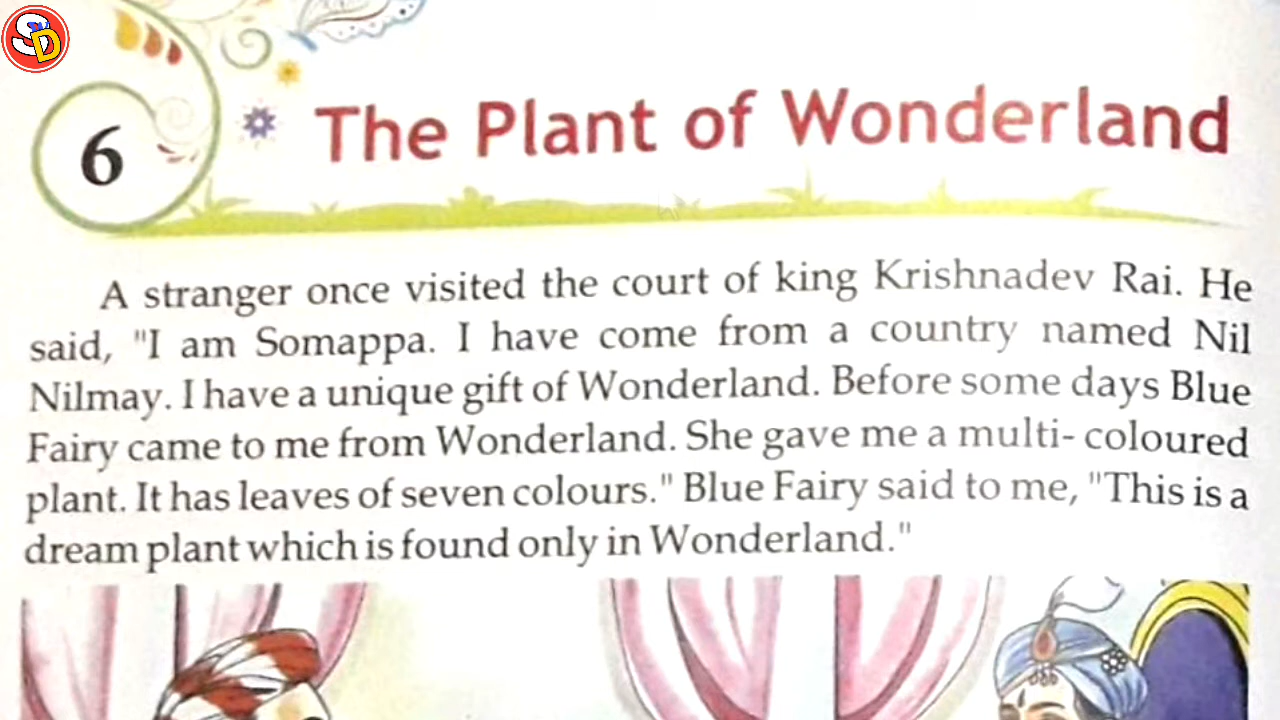 SD
6
The Plant of Wonderland
A stranger once visited the court of king Krishnadev Rai. He
said, "I am Somappa. I have come from a country named Nil
Nilmay. I have a unique gift of Wonderland. Before some days Blue
Fairy came to me from Wonderland. She gave me a multi- coloured
plant. It has leaves of seven colours." Blue Fairy said to me, "This is a
dream plant which is found only in Wonderland."